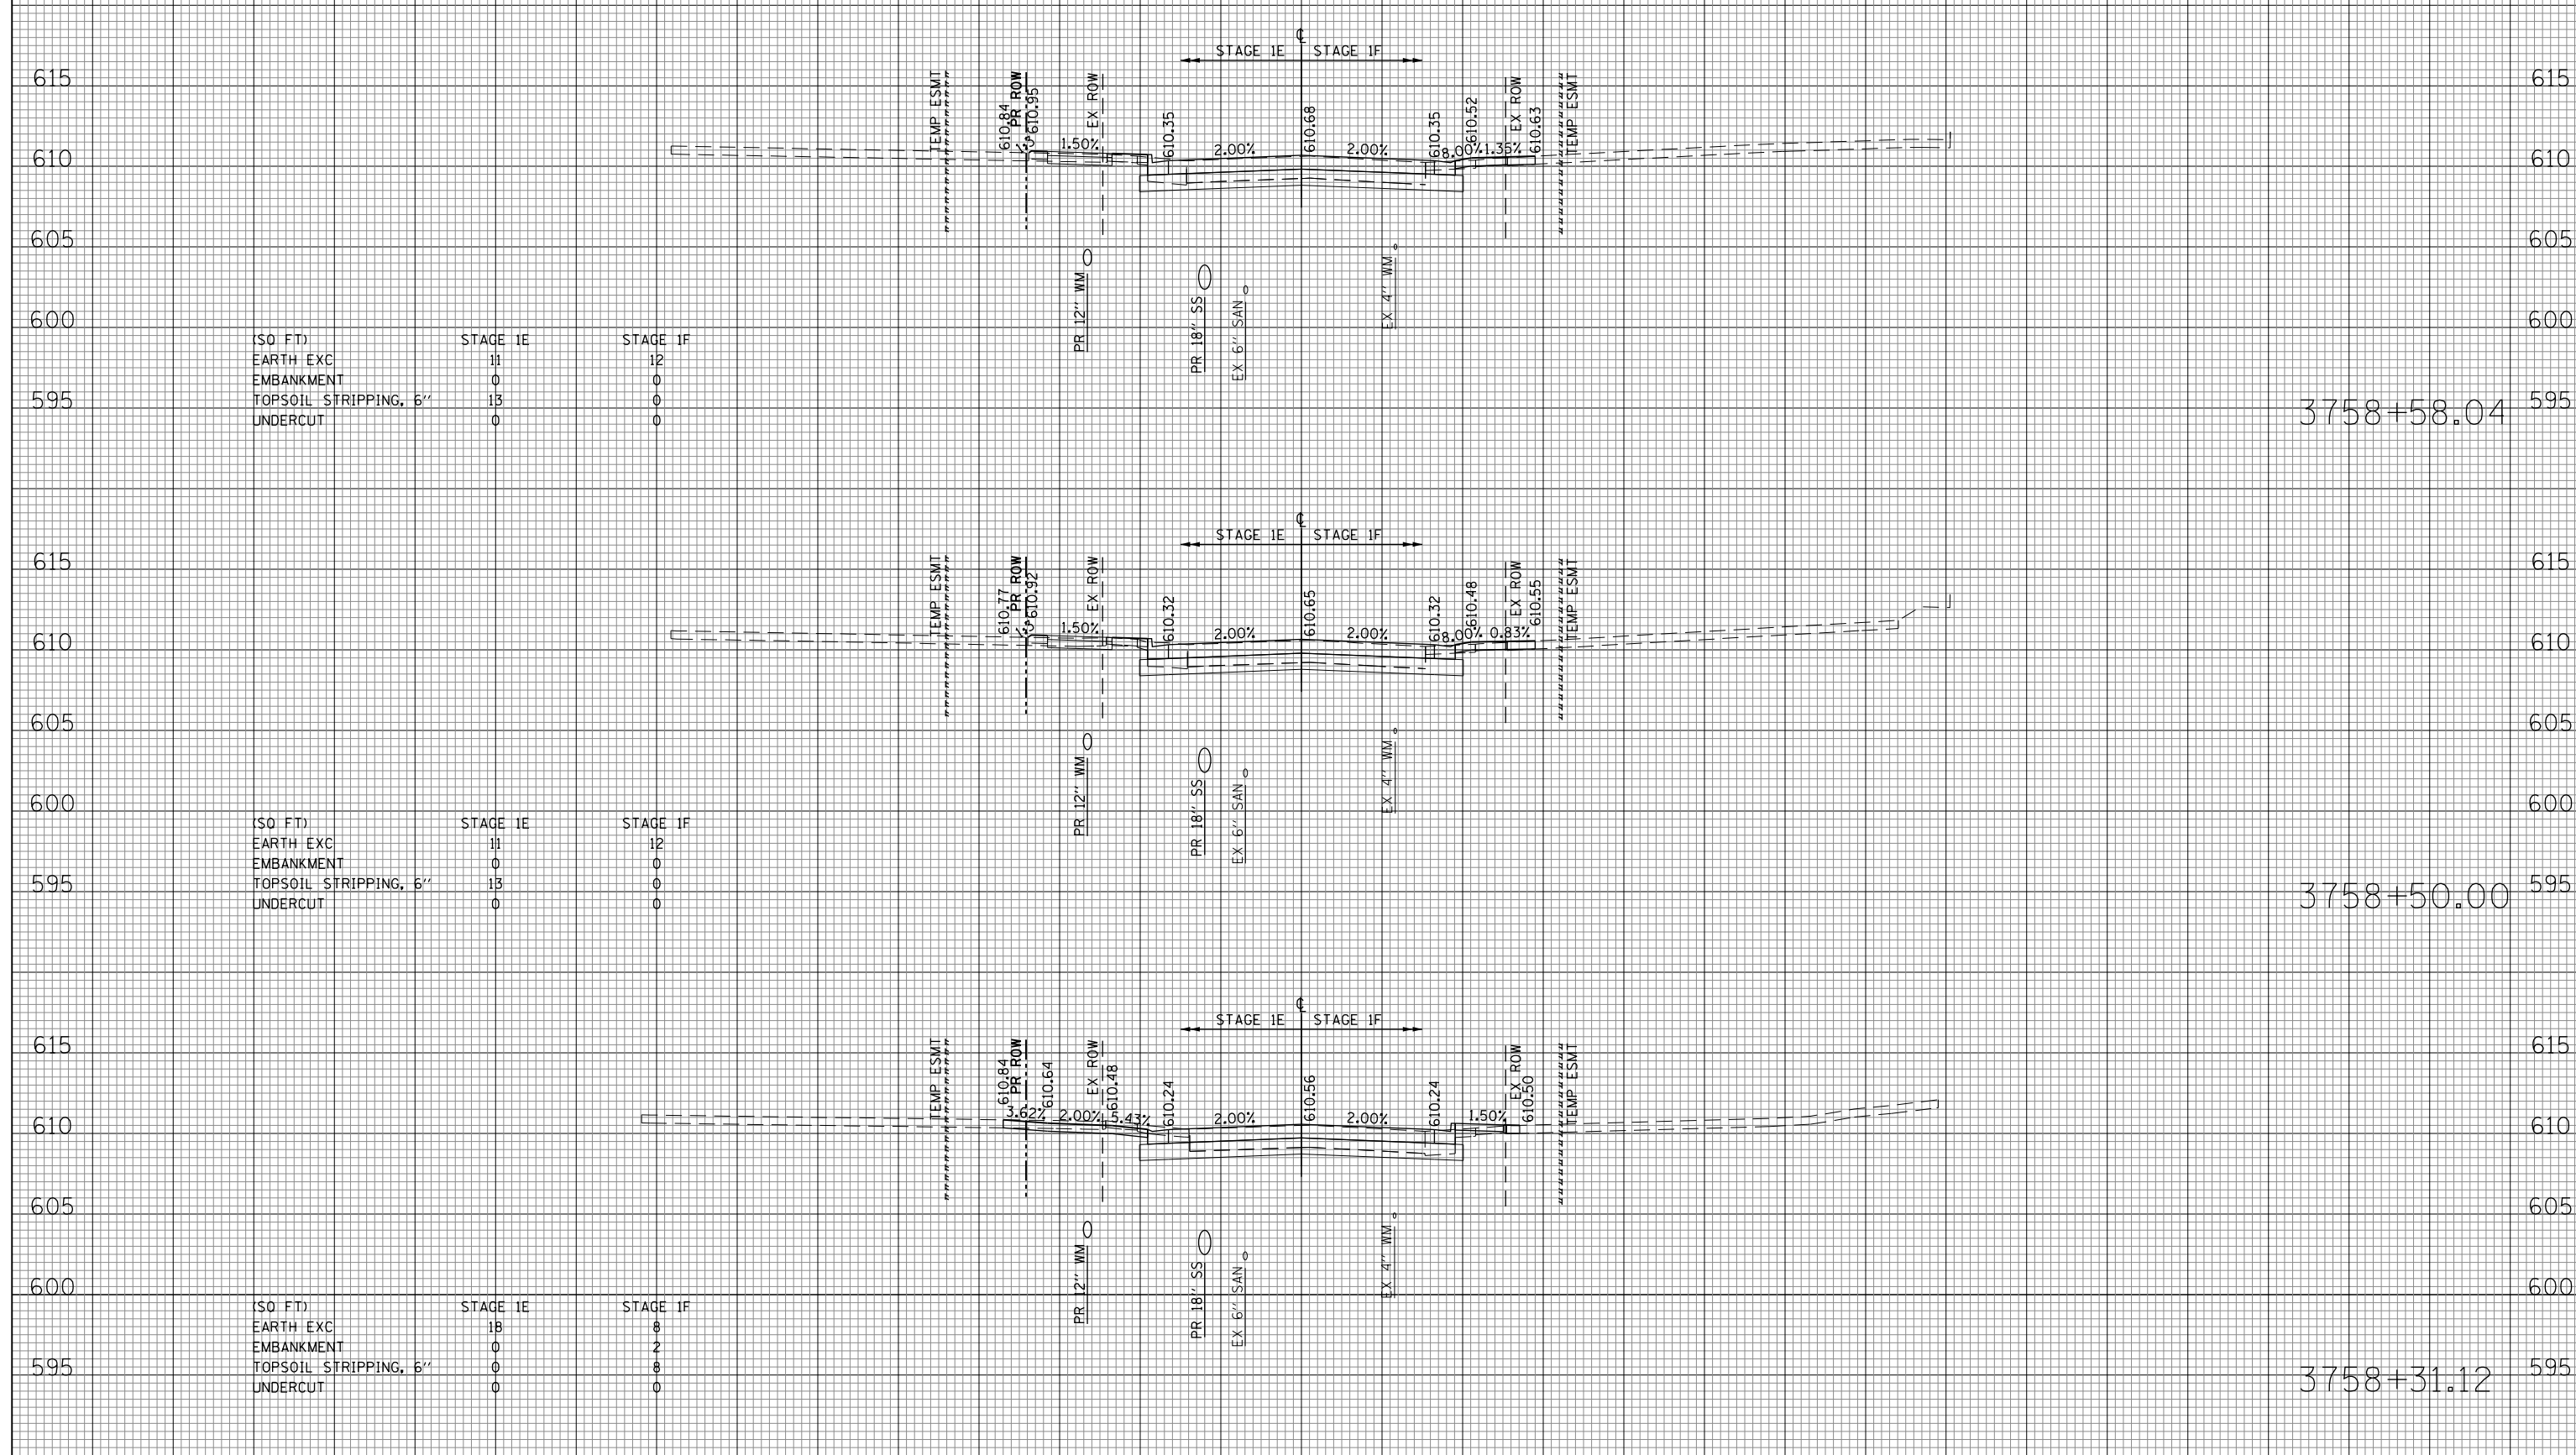 ℄
STAGE 1E STAGE 1F
615 615
TEMP ESMT
610.84
PR ROW
610.95
EX ROW
610.35
610.68
610.35
610.52
EX ROW
610.63
TEMP ESMT
610 1.50% 2.00% 2.00% 8.00% 1.35% 610
605 605
PR 12'' WM
PR 18'' SS
EX 6'' SAN
EX 4'' WM
600 600
(SQ FT) STAGE 1E STAGE 1F
EARTH EXC 11 12
EMBANKMENT 0 0
TOPSOIL STRIPPING, 6'' 13 0
UNDERCUT 0 0
595 595
3758+58.04
℄
STAGE 1E STAGE 1F
615 615
TEMP ESMT
610.77
PR ROW
610.92
EX ROW
610.32
610.65
610.32
610.48
EX ROW
610.55
TEMP ESMT
610 1.50% 2.00% 2.00% 8.00% 0.83% 610
605 605
PR 12'' WM
PR 18'' SS
EX 6'' SAN
EX 4'' WM
600 600
(SQ FT) STAGE 1E STAGE 1F
EARTH EXC 11 12
EMBANKMENT 0 0
TOPSOIL STRIPPING, 6'' 13 0
UNDERCUT 0 0
595 595
3758+50.00
℄
STAGE 1E STAGE 1F
615 615
TEMP ESMT
610.84
PR ROW
610.64
EX ROW
610.48
610.24
610.56
610.24
EX ROW
610.50
TEMP ESMT
610 3.62% 2.00% 5.43% 2.00% 2.00% 1.50% 610
605 605
PR 12'' WM
PR 18'' SS
EX 6'' SAN
EX 4'' WM
600 600
(SQ FT) STAGE 1E STAGE 1F
EARTH EXC 18 8
EMBANKMENT 0 2
TOPSOIL STRIPPING, 6'' 0 8
UNDERCUT 0 0
595 595
3758+31.12